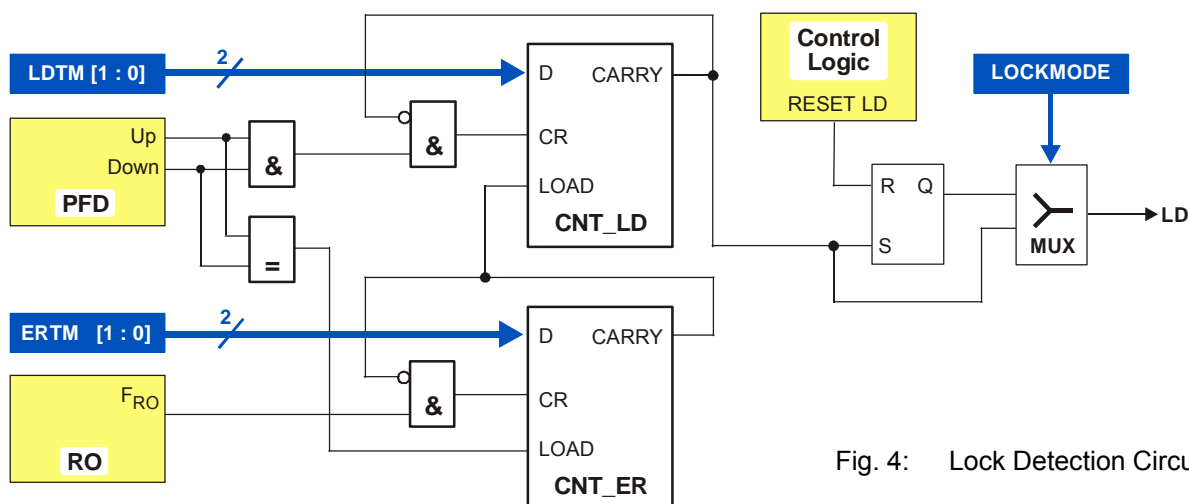 LDTM [1 : 0]
2
D
CARRY
CR
LOAD
CNT_LD
Up
Down
PFD
&
&
=
Control
Logic
RESET LD
LOCKMODE
R
Q
S
MUX
LD
ERTM [1 : 0]
2
D
CARRY
CR
LOAD
CNT_ER
FRO
RO
&
Fig. 4: Lock Detection Circu